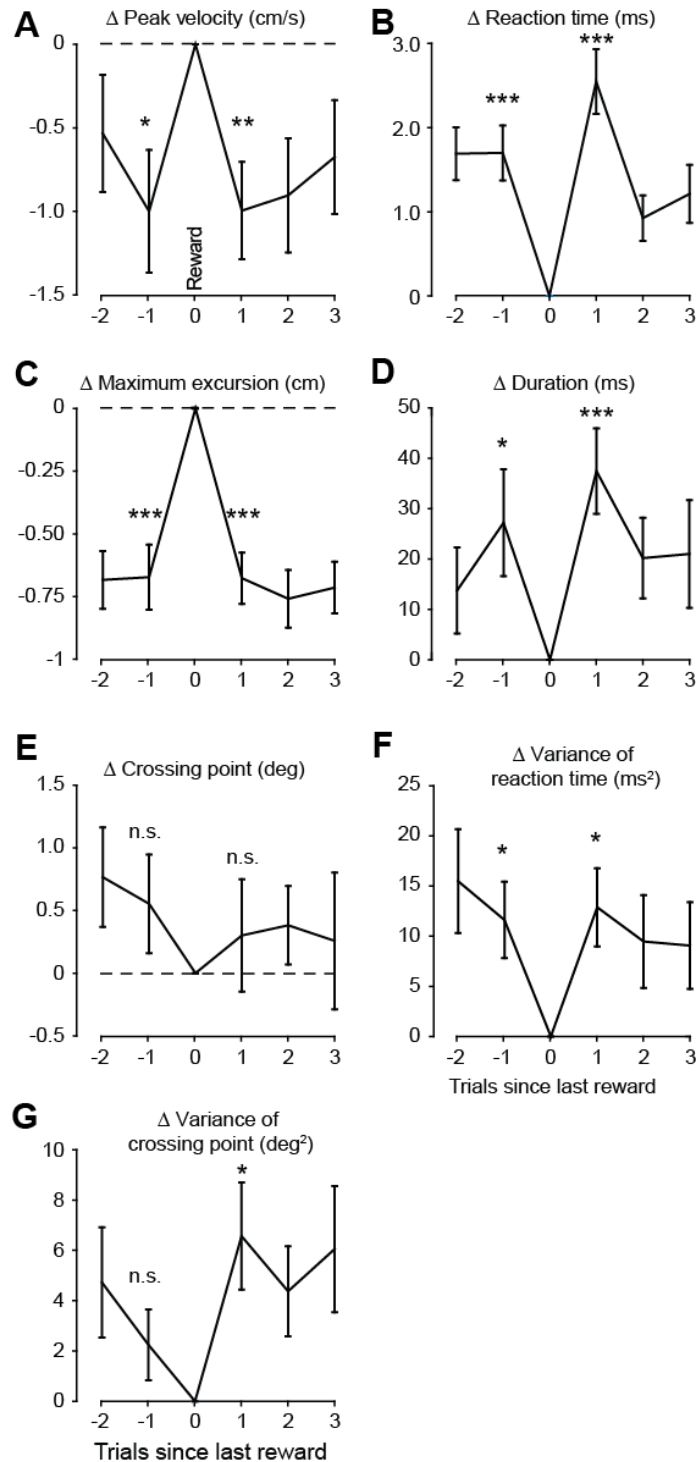 A
Δ Peak velocity (cm/s)
0
-0.5
-1.0
-1.5
* **
Reward
-2 -1 0 1 2 3
B
Δ Reaction time (ms)
3.0
2.0
1.0
0
*** ***
-2 -1 0 1 2 3
C
Δ Maximum excursion (cm)
0
-0.25
-0.50
-0.75
-1
*** ***
-2 -1 0 1 2 3
D
Δ Duration (ms)
50
40
30
20
10
0
* ***
-2 -1 0 1 2 3
E
Δ Crossing point (deg)
1.5
1.0
0.5
0
-0.5
n.s. n.s.
-2 -1 0 1 2 3
F
Δ Variance of
reaction time (ms²)
25
20
15
10
5
0
* *
-2 -1 0 1 2 3
Trials since last reward
G
Δ Variance of
crossing point (deg²)
10
8
6
4
2
0
n.s. *
-2 -1 0 1 2 3
Trials since last reward